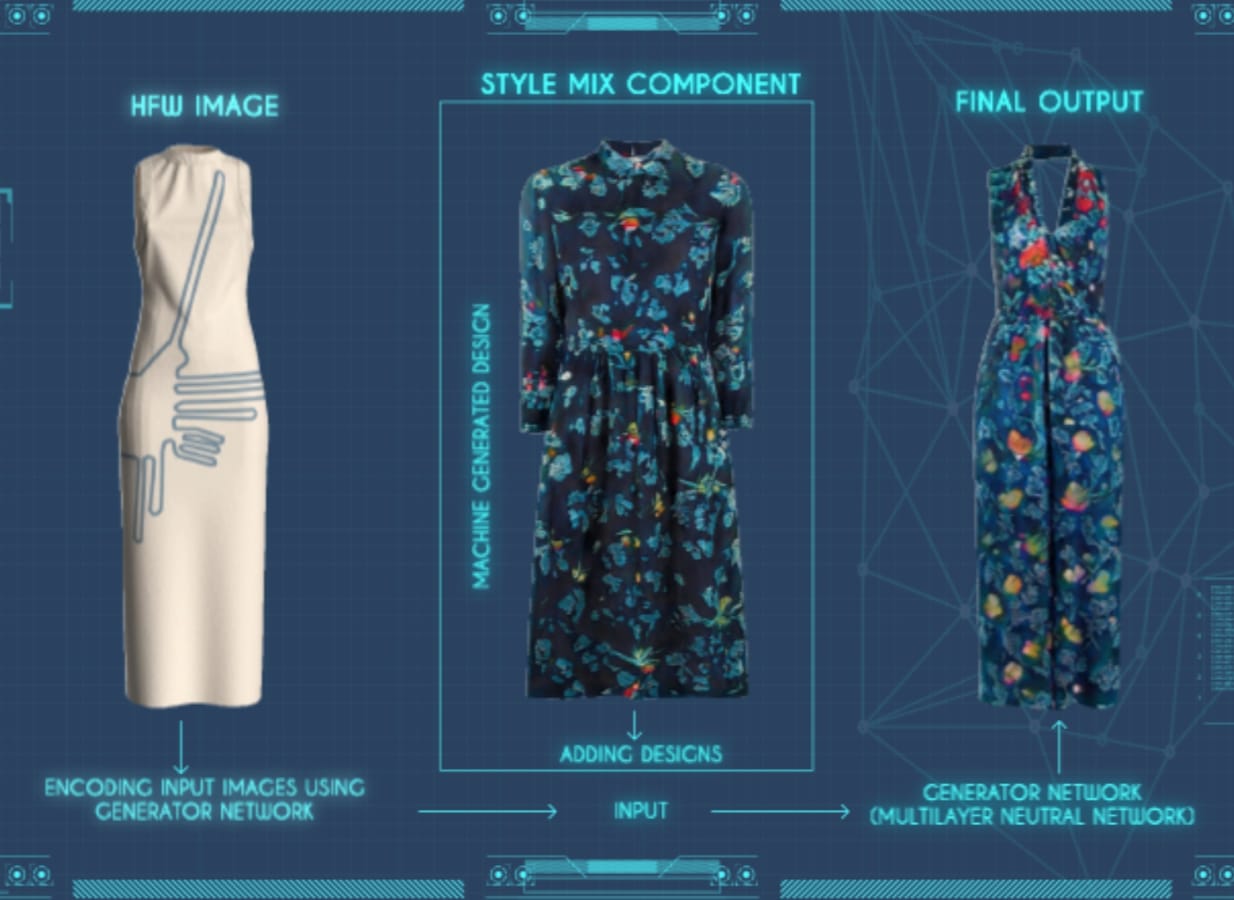 HFW IMAGE
STYLE MIX COMPONENT
FINAL OUTPUT
MACHINE GENERATED DESIGN
ADDING DESIGNS
ENCODING INPUT IMAGES USING
GENERATOR NETWORK
INPUT
GENERATOR NETWORK
(MULTILAYER NEUTRAL NETWORK)